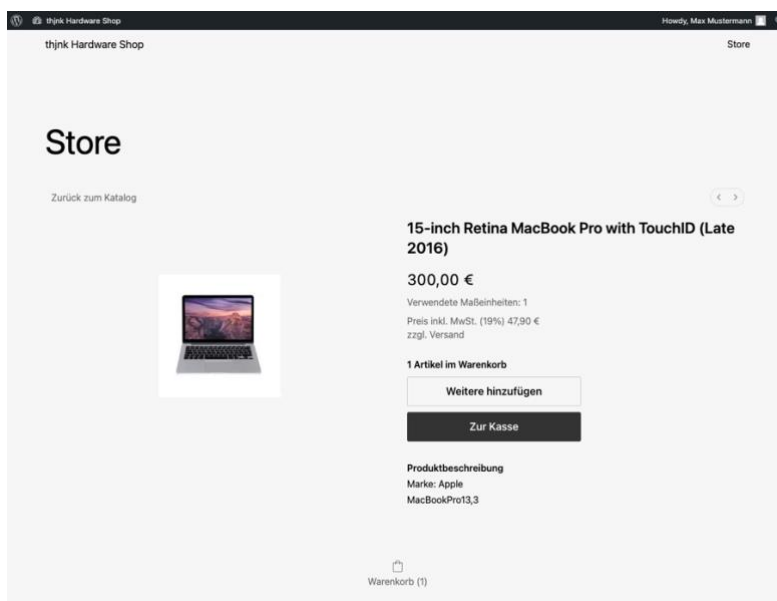 thjnk Hardware Shop
Howdy, Max Mustermann
thjnk Hardware Shop
Store
Store
Zurück zum Katalog
15-inch Retina MacBook Pro with TouchID (Late
2016)
300,00 €
Verwendete Maßeinheiten: 1
Preis inkl. MwSt. (19%) 47,90 €
zzgl. Versand
1 Artikel im Warenkorb
Weitere hinzufügen
Zur Kasse
Produktbeschreibung
Marke: Apple
MacBookPro13,3
Warenkorb (1)